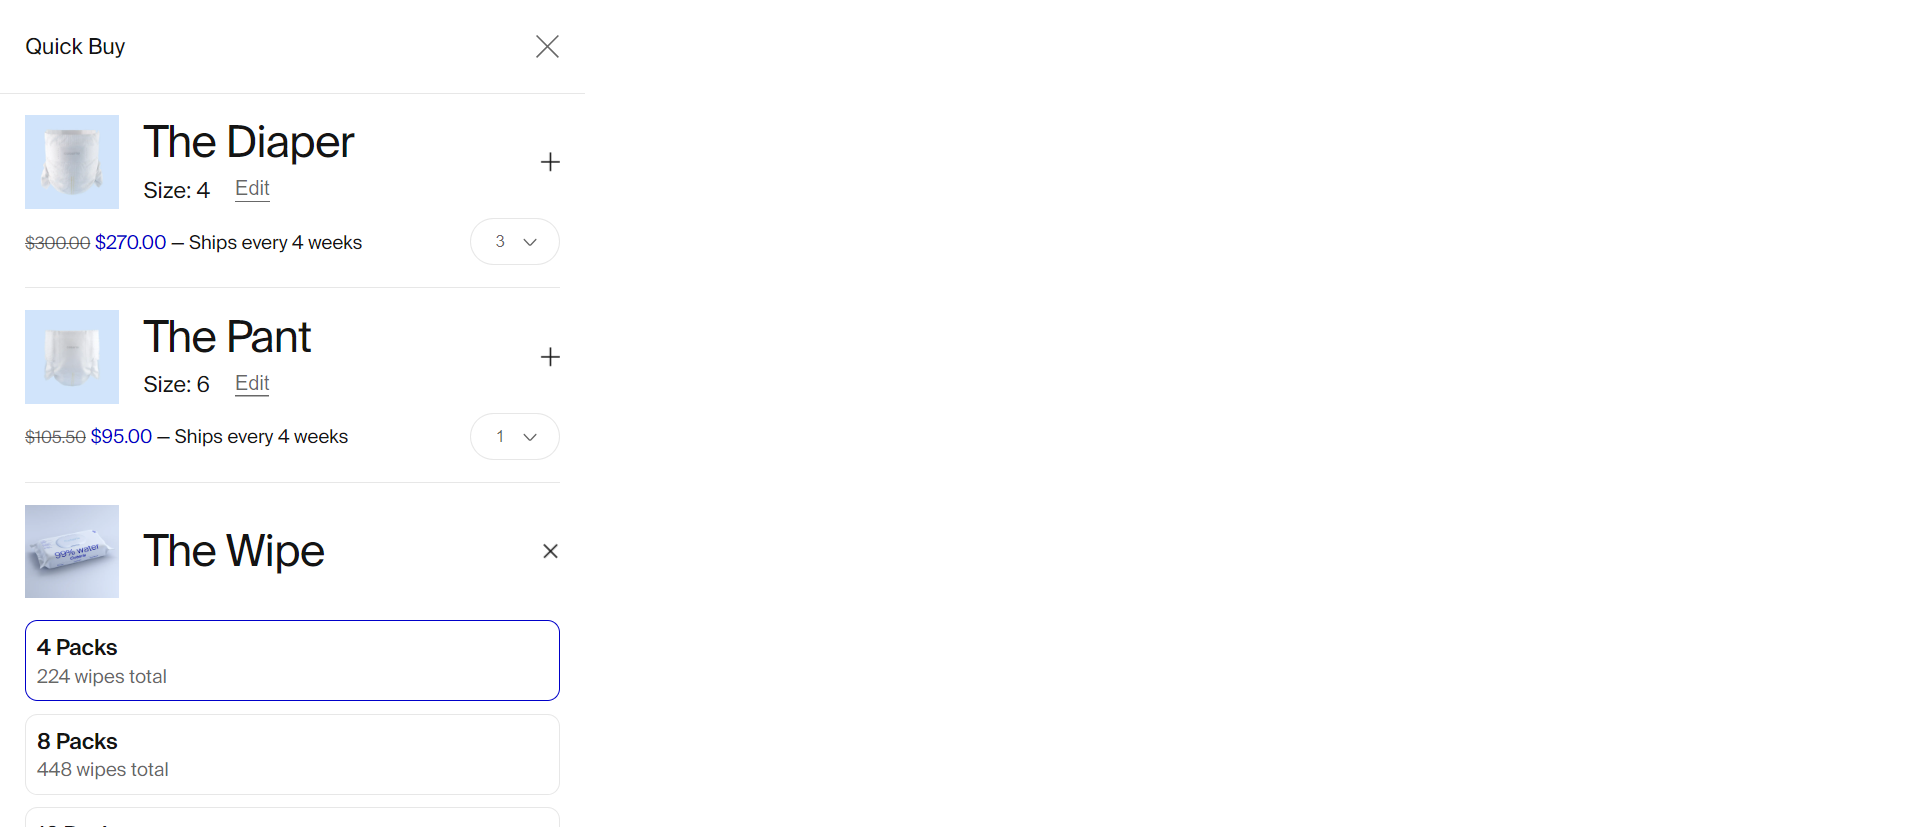 Quick Buy
The Diaper
Size: 4 Edit
$300.00 $270.00 — Ships every 4 weeks
3
The Pant
Size: 6 Edit
$105.50 $95.00 — Ships every 4 weeks
1
99% water
The Wipe
4 Packs
224 wipes total
8 Packs
448 wipes total